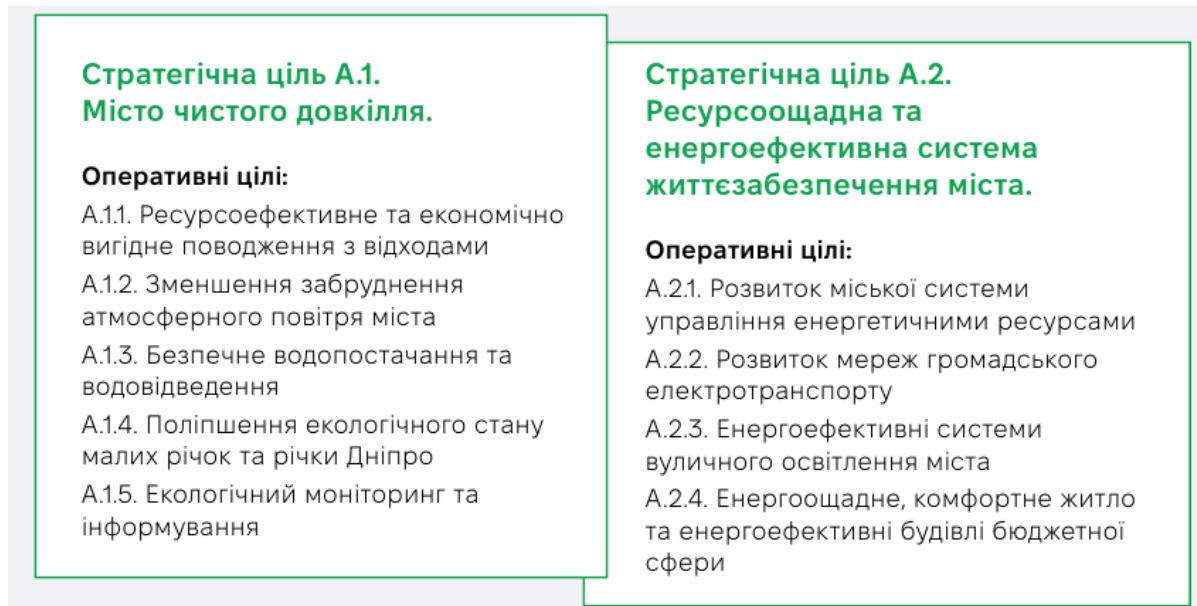 Стратегічна ціль А.1.
Місто чистого довкілля.
Оперативні цілі:
А.1.1. Ресурсоефективне та економічно
вигідне поводження з відходами
А.1.2. Зменшення забруднення
атмосферного повітря міста
А.1.3. Безпечне водопостачання та
водовідведення
А.1.4. Поліпшення екологічного стану
малих річок та річки Дніпро
А.1.5. Екологічний моніторинг та
інформування
Стратегічна ціль А.2.
Ресурсоощадна та
енергоефективна система
життєзабезпечення міста.
Оперативні цілі:
А.2.1. Розвиток міської системи
управління енергетичними ресурсами
А.2.2. Розвиток мереж громадського
електротранспорту
А.2.3. Енергоефективні системи
вуличного освітлення міста
А.2.4. Енергоощадне, комфортне житло
та енергоефективні будівлі бюджетної
сфери